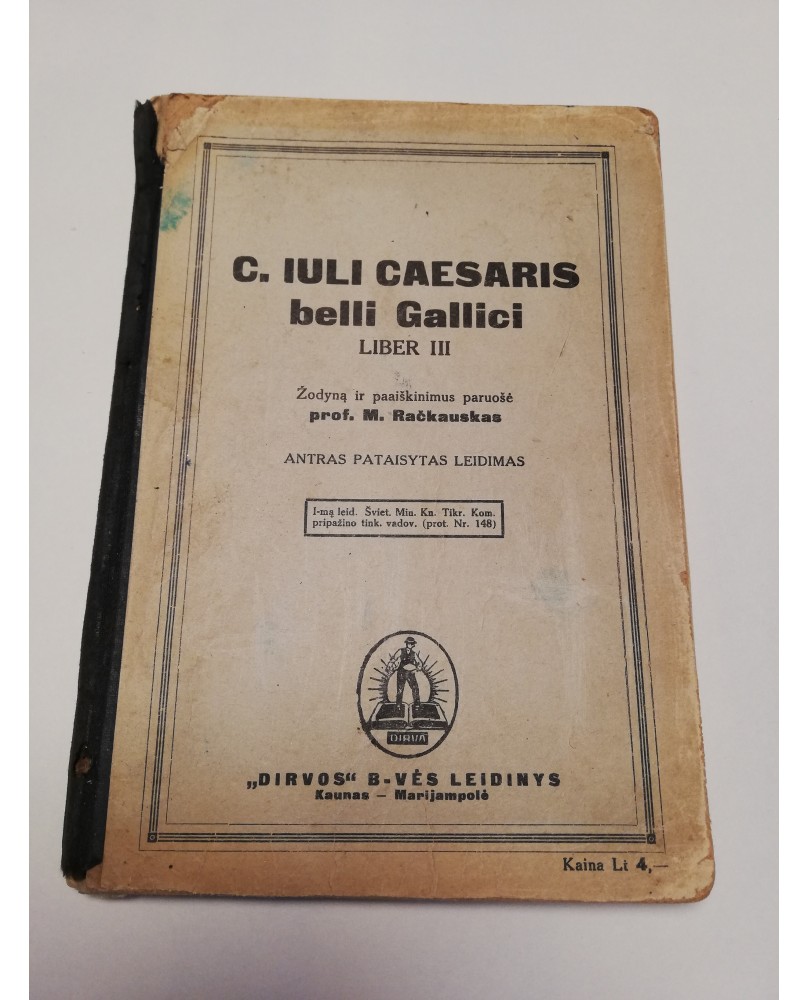 C. IULI CAESARIS
belli Gallici
LIBER III
Žodyną ir paaiškinimus paruošė
prof. M. Račkauskas
ANTRAS PATAISYTAS LEIDIMAS
I-mą leid. Šviet. Min. Kn. Tikr. Kom.
pripažino tink. vadov. (prot. Nr. 148)
DIRVA
„DIRVOS“ B-VĖS LEIDINYS
Kaunas — Marijampolė
Kaina Lt 4,—